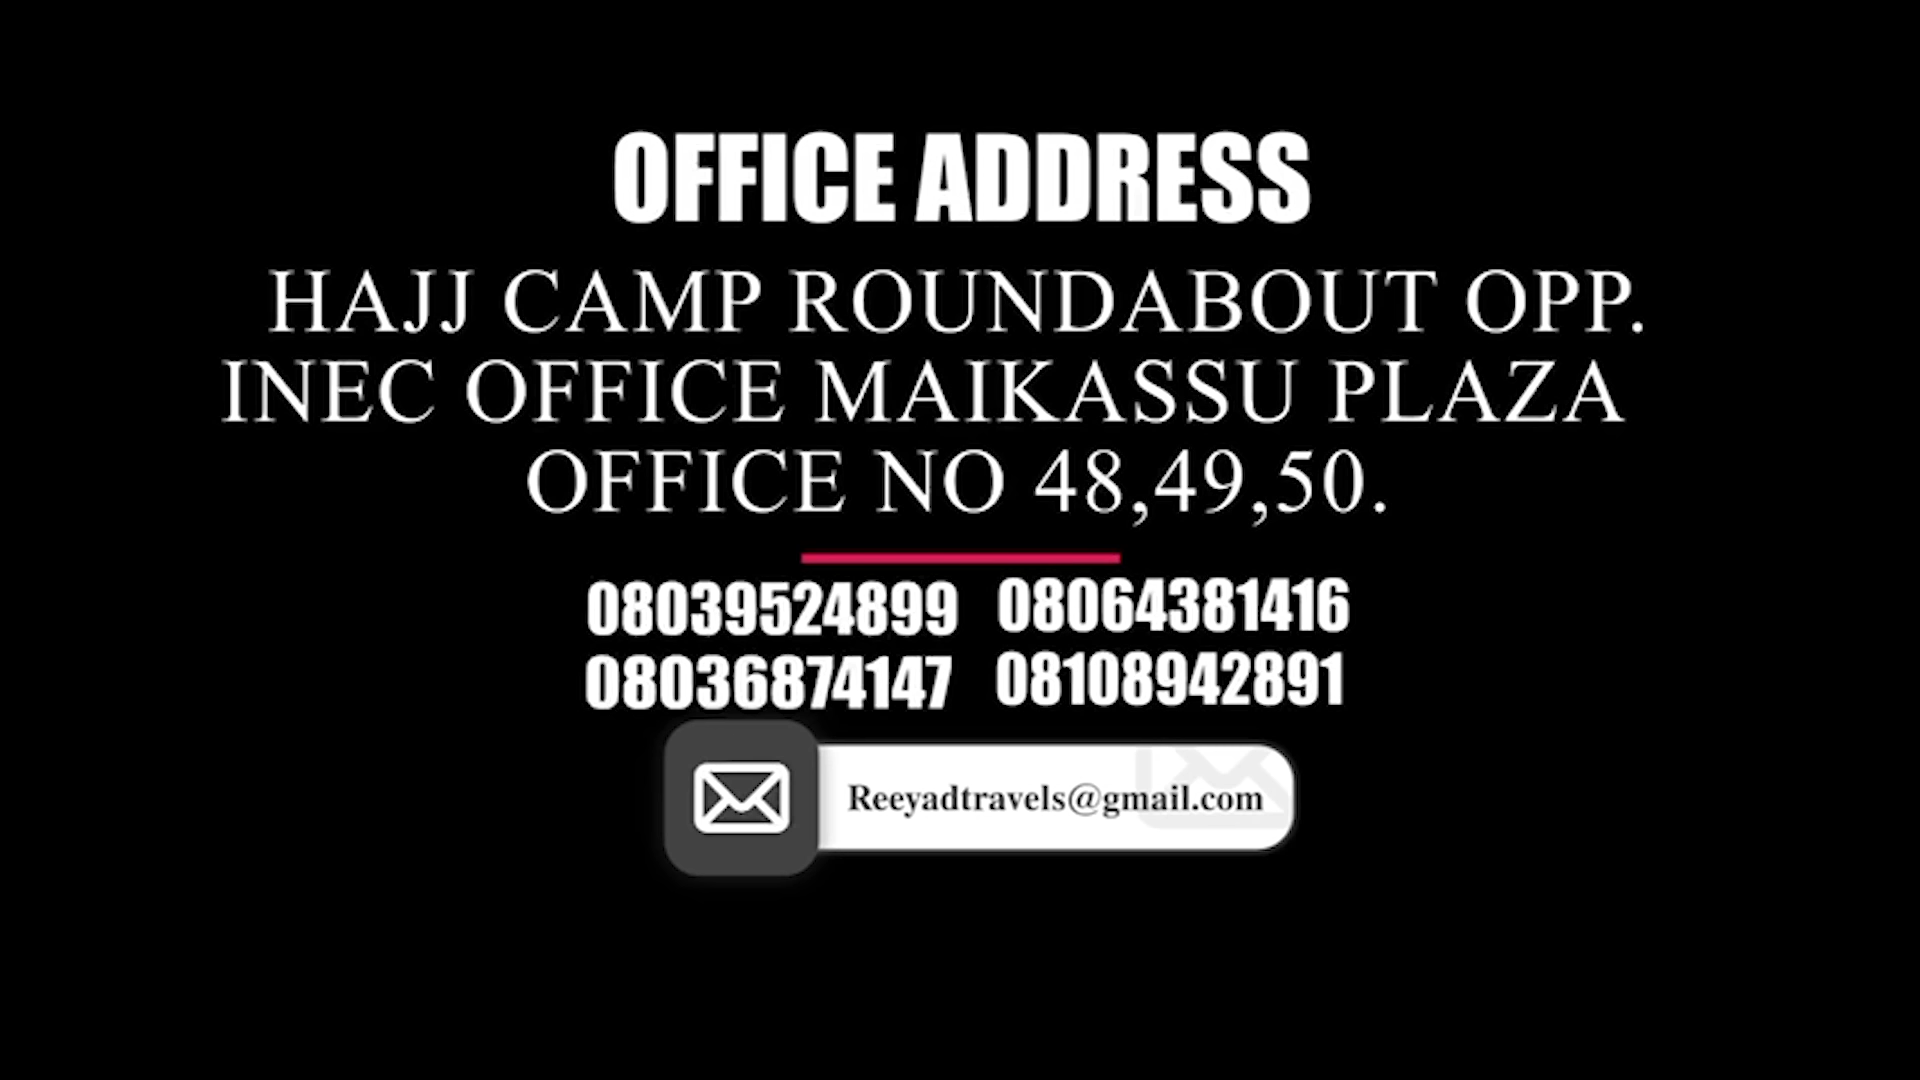 OFFICE ADDRESS
HAJJ CAMP ROUNDABOUT OPP.
INEC OFFICE MAIKASSU PLAZA
OFFICE NO 48,49,50.
08039524899 08064381416
08036874147 08108942891
Reeyadtravels@gmail.com